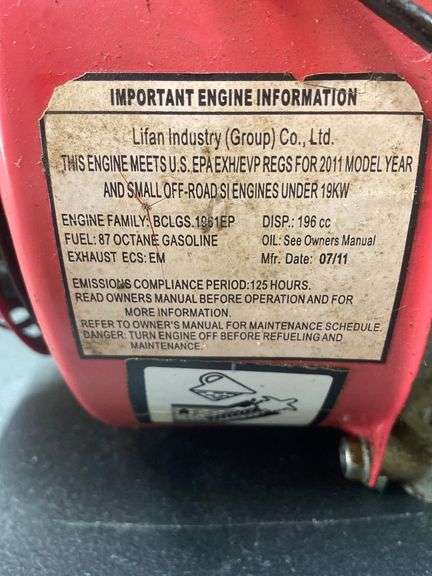 IMPORTANT ENGINE INFORMATION
Lifan Industry (Group) Co., Ltd.
THIS ENGINE MEETS U.S. EPA EXH/EVP REGS FOR 2011 MODEL YEAR
AND SMALL OFF-ROAD SI ENGINES UNDER 19KW
ENGINE FAMILY: BCLGS.1961EP DISP.: 196 cc
FUEL: 87 OCTANE GASOLINE OIL: See Owners Manual
EXHAUST ECS: EM Mfr. Date: 07/11
EMISSIONS COMPLIANCE PERIOD:125 HOURS.
READ OWNERS MANUAL BEFORE OPERATION AND FOR
MORE INFORMATION.
REFER TO OWNER'S MANUAL FOR MAINTENANCE SCHEDULE.
DANGER: TURN ENGINE OFF BEFORE REFUELING AND
MAINTENANCE.